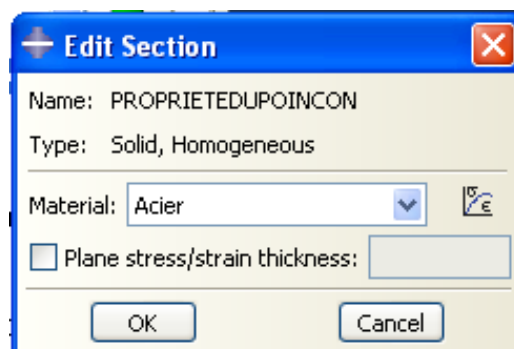 Edit Section
Name: PROPRIETEDUPOINCON
Type: Solid, Homogeneous
Material: Acier
Plane stress/strain thickness:
OK Cancel